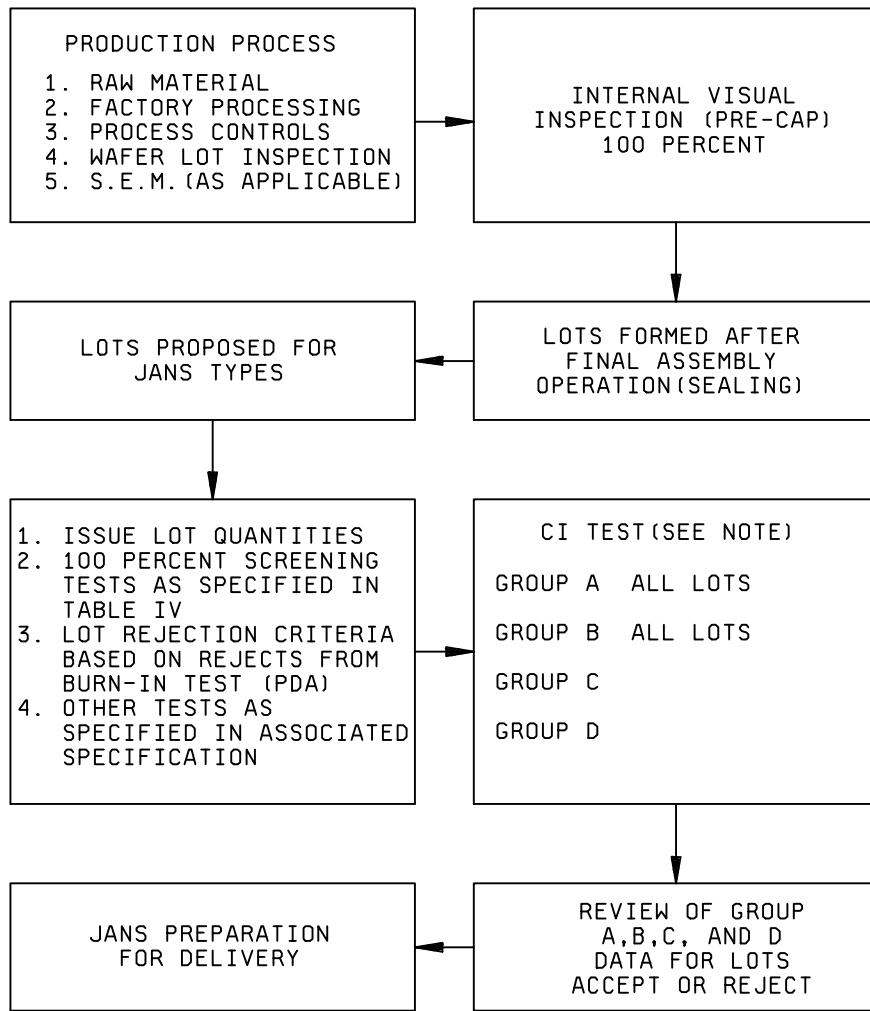 PRODUCTION PROCESS
1. RAW MATERIAL
2. FACTORY PROCESSING
3. PROCESS CONTROLS
4. WAFER LOT INSPECTION
5. S.E.M.(AS APPLICABLE)
INTERNAL VISUAL
INSPECTION (PRE-CAP)
100 PERCENT
LOTS FORMED AFTER
FINAL ASSEMBLY
OPERATION(SEALING)
LOTS PROPOSED FOR
JANS TYPES
1. ISSUE LOT QUANTITIES
2. 100 PERCENT SCREENING
TESTS AS SPECIFIED IN
TABLE IV
3. LOT REJECTION CRITERIA
BASED ON REJECTS FROM
BURN-IN TEST (PDA)
4. OTHER TESTS AS
SPECIFIED IN ASSOCIATED
SPECIFICATION
CI TEST(SEE NOTE)
GROUP A ALL LOTS
GROUP B ALL LOTS
GROUP C
GROUP D
REVIEW OF GROUP
A,B,C, AND D
DATA FOR LOTS
ACCEPT OR REJECT
JANS PREPARATION
FOR DELIVERY